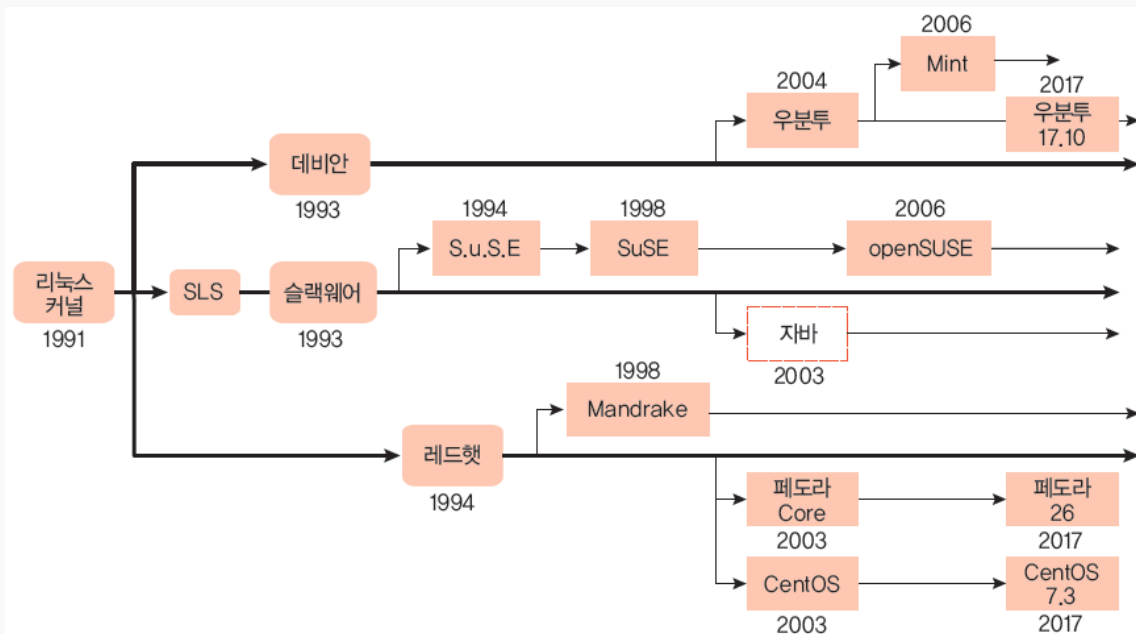 2006
Mint
2004
우분투
2017
우분투
17.10
데비안
1993
1994
S.u.S.E
1998
SuSE
2006
openSUSE
리눅스
커널
1991
SLS
슬랙웨어
1993
자바
2003
1998
Mandrake
레드햇
1994
페도라
Core
2003
페도라
26
2017
CentOS
2003
CentOS
7.3
2017